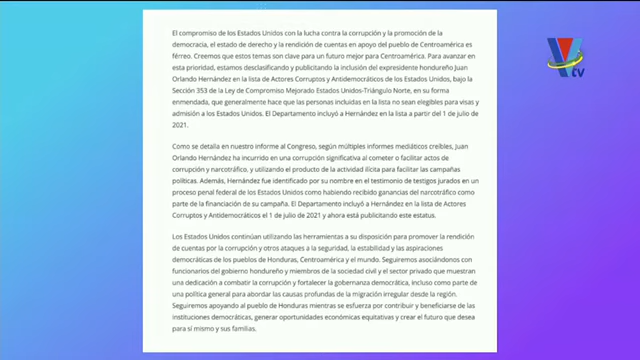 El compromiso de los Estados Unidos con la lucha contra la corrupción y la promoción de la
democracia, el estado de derecho y la rendición de cuentas en apoyo del pueblo de Centroamérica es
férreo. Creemos que estos temas son clave para un futuro mejor para Centroamérica. Para avanzar en
esta prioridad, estamos desclasificando y publicitando la inclusión del expresidente hondureño Juan
Orlando Hernández en la lista de Actores Corruptos y Antidemocráticos de los Estados Unidos, bajo la
Sección 353 de la Ley de Compromiso Mejorado Estados Unidos-Triángulo Norte, en su forma
enmendada, que generalmente hace que las personas incluidas en la lista no sean elegibles para visas y
admisión a los Estados Unidos. El Departamento incluyó a Hernández en la lista a partir del 1 de julio de
2021.
Como se detalla en nuestro informe al Congreso, según múltiples informes mediáticos creíbles, Juan
Orlando Hernández ha incurrido en una corrupción significativa al cometer o facilitar actos de
corrupción y narcotráfico, y utilizando el producto de la actividad ilícita para facilitar las campañas
políticas. Además, Hernández fue identificado por su nombre en el testimonio de testigos jurados en un
proceso penal federal de los Estados Unidos como habiendo recibido ganancias del narcotráfico como
parte de la financiación de su campaña. El Departamento incluyó a Hernández en la lista de Actores
Corruptos y Antidemocráticos el 1 de julio de 2021 y ahora está publicitando este estatus.
Los Estados Unidos continúan utilizando las herramientas a su disposición para promover la rendición
de cuentas por la corrupción y otros ataques a la seguridad, la estabilidad y las aspiraciones
democráticas de los pueblos de Honduras, Centroamérica y el mundo. Seguiremos asociándonos con
funcionarios del gobierno hondureño y miembros de la sociedad civil y el sector privado que muestran
una dedicación a combatir la corrupción y fortalecer la gobernanza democrática, incluso como parte de
una política general para abordar las causas profundas de la migración irregular desde la región.
Seguiremos apoyando al pueblo de Honduras mientras se esfuerza por contribuir y beneficiarse de las
instituciones democráticas, generar oportunidades económicas equitativas y crear el futuro que desea
para sí mismo y sus familias.
V tv